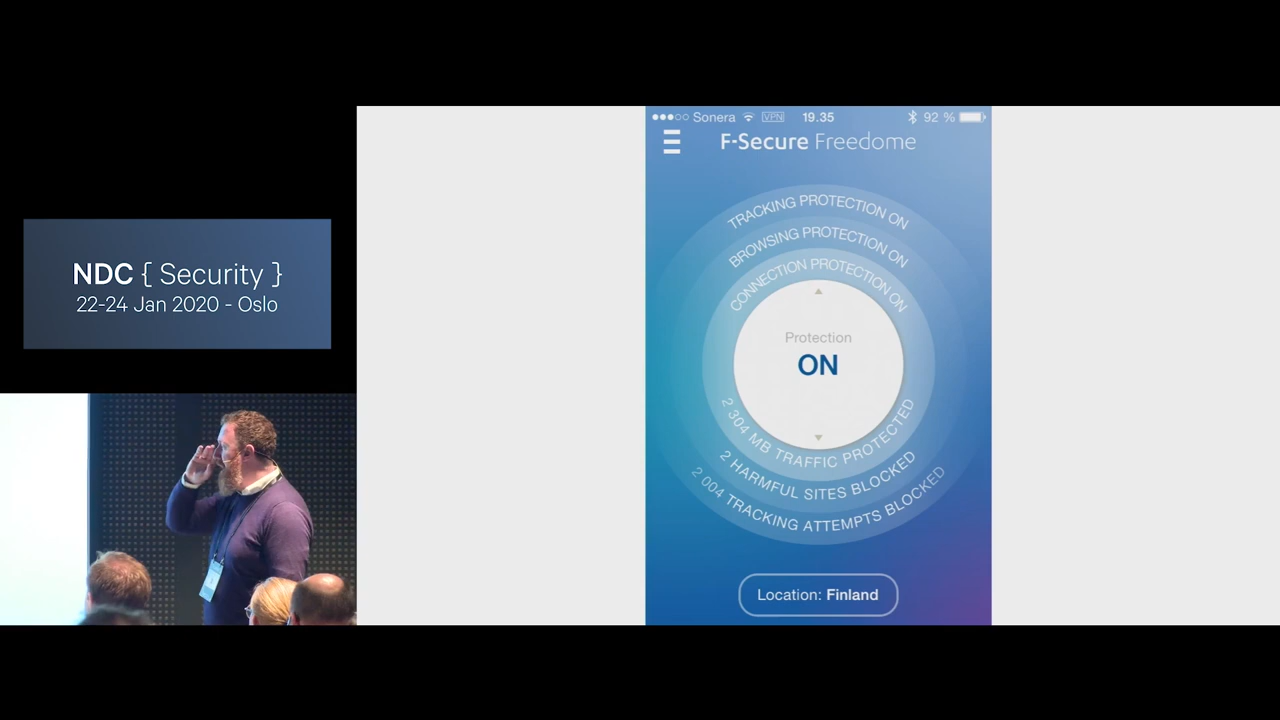 NDC { Security }
22-24 Jan 2020 - Oslo
Sonera VPN 19.35 92 %
F-Secure Freedome
TRACKING PROTECTION ON
BROWSING PROTECTION ON
CONNECTION PROTECTION ON
Protection
ON
2 304 MB TRAFFIC PROTECTED
2 HARMFUL SITES BLOCKED
2 004 TRACKING ATTEMPTS BLOCKED
Location: Finland